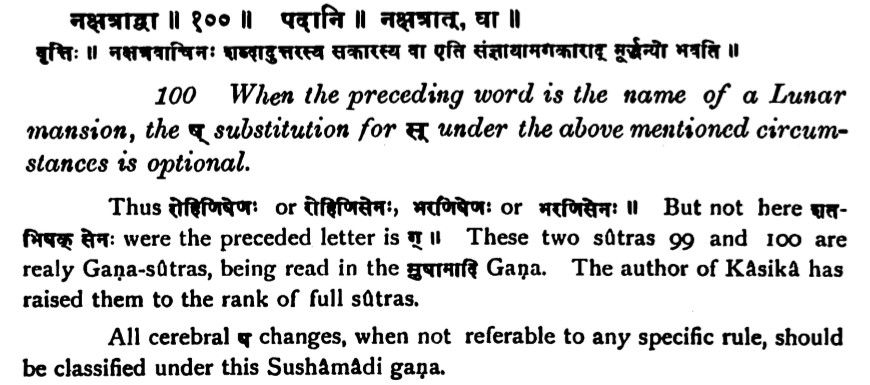 नक्षत्राद्वा ॥ १०० ॥ पदानि ॥ नक्षत्रात्, घा ॥
वृत्तिः ॥ नक्षत्रवाचिनः शब्दादुत्तरस्य सकारस्य वा एति संज्ञायामगकाराद् मूर्द्धन्यो भवति ॥
100 When the preceding word is the name of a Lunar
mansion, the ष् substitution for स् under the above mentioned circum-
stances is optional.
Thus रोहिणिषेणः or रोहिणिसेनः, भरणिषेणः or भरणिसेनः ॥ But not here शत-
भिषक् सेनः were the preceded letter is ग् ॥ These two sûtras 99 and 100 are
realy Gaṇa-sûtras, being read in the सुषामादि Gaṇa. The author of Kâsikâ has
raised them to the rank of full sûtras.
All cerebral ष changes, when not referable to any specific rule, should
be classified under this Sushâmâdi gaṇa.